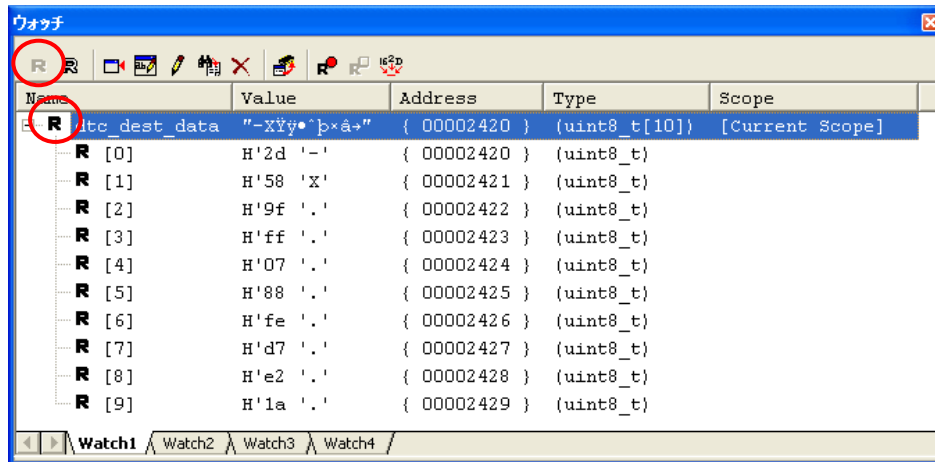 ウォッチ
R R ab R R 16 2 D
Name Value Address Type Scope
R dtc_dest_data "-XŸÿ•ˆþ×â→" { 00002420 } (uint8_t[10]) [Current Scope]
R [0] H'2d '-' { 00002420 } (uint8_t)
R [1] H'58 'X' { 00002421 } (uint8_t)
R [2] H'9f '.' { 00002422 } (uint8_t)
R [3] H'ff '.' { 00002423 } (uint8_t)
R [4] H'07 '.' { 00002424 } (uint8_t)
R [5] H'88 '.' { 00002425 } (uint8_t)
R [6] H'fe '.' { 00002426 } (uint8_t)
R [7] H'd7 '.' { 00002427 } (uint8_t)
R [8] H'e2 '.' { 00002428 } (uint8_t)
R [9] H'1a '.' { 00002429 } (uint8_t)
Watch1 Watch2 Watch3 Watch4